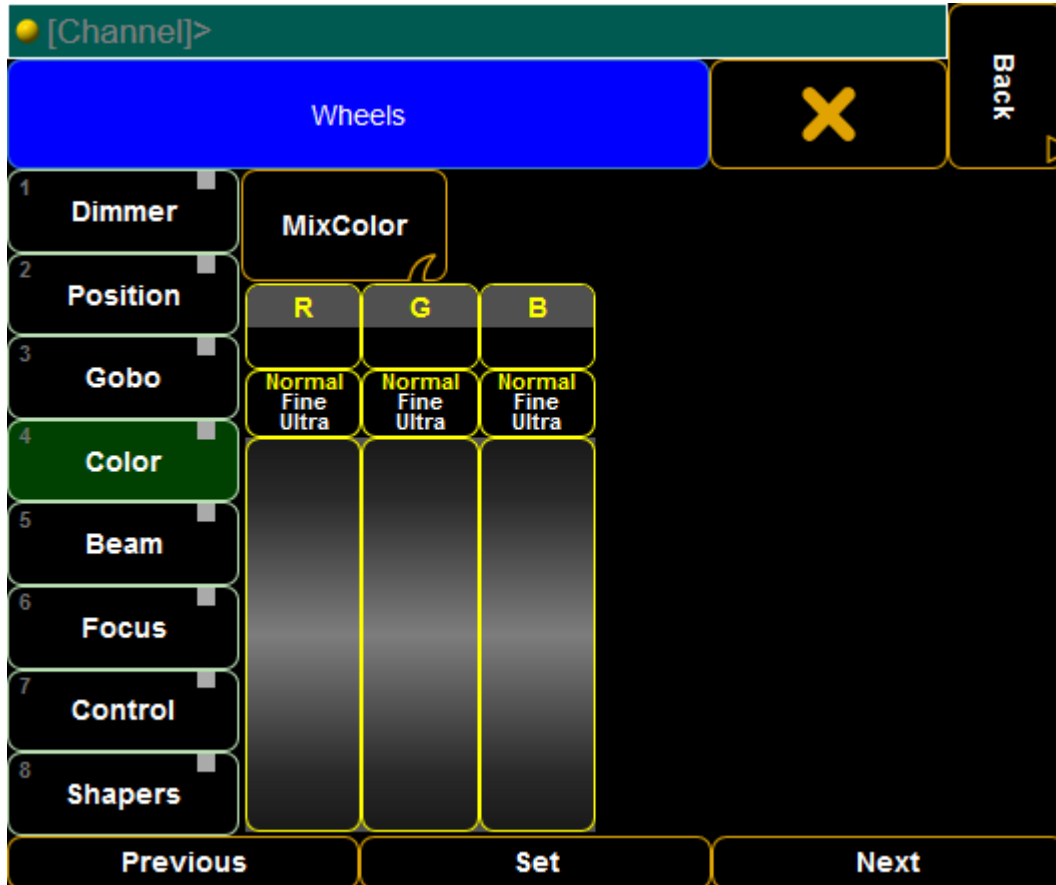 [Channel]>
Back
Wheels
1
Dimmer
MixColor
2
Position
R G B
3
Gobo
Normal Normal Normal
Fine Fine Fine
Ultra Ultra Ultra
4
Color
5
Beam
6
Focus
7
Control
8
Shapers
Previous Set Next